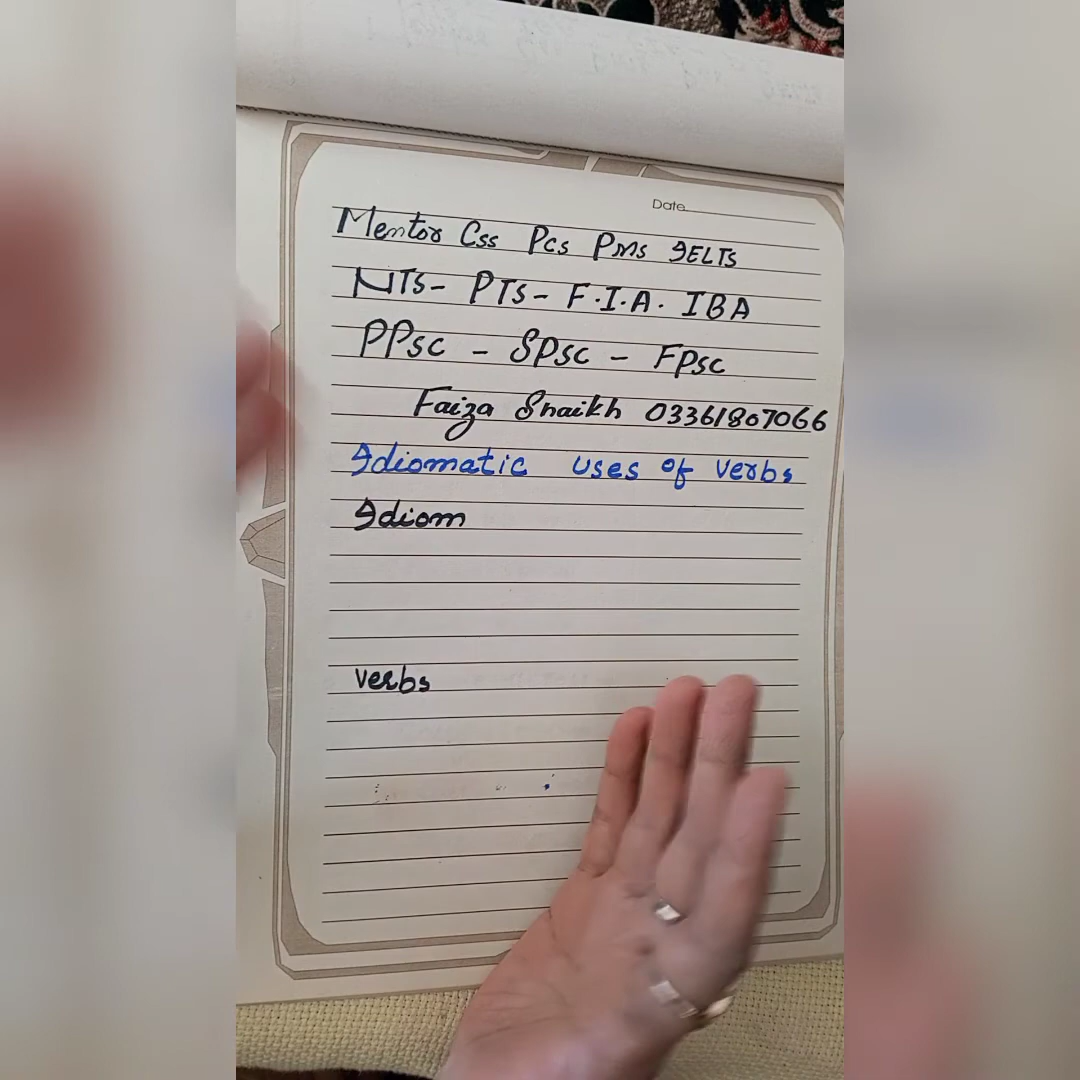 Date
Mentor Css Pcs PMs IELTS
NTS- PTS- F.I.A. IBA
PPsc - SPsc - FPsc
Faiza Shaikh 03361807066
Idiomatic uses of verbs
Idiom
verbs